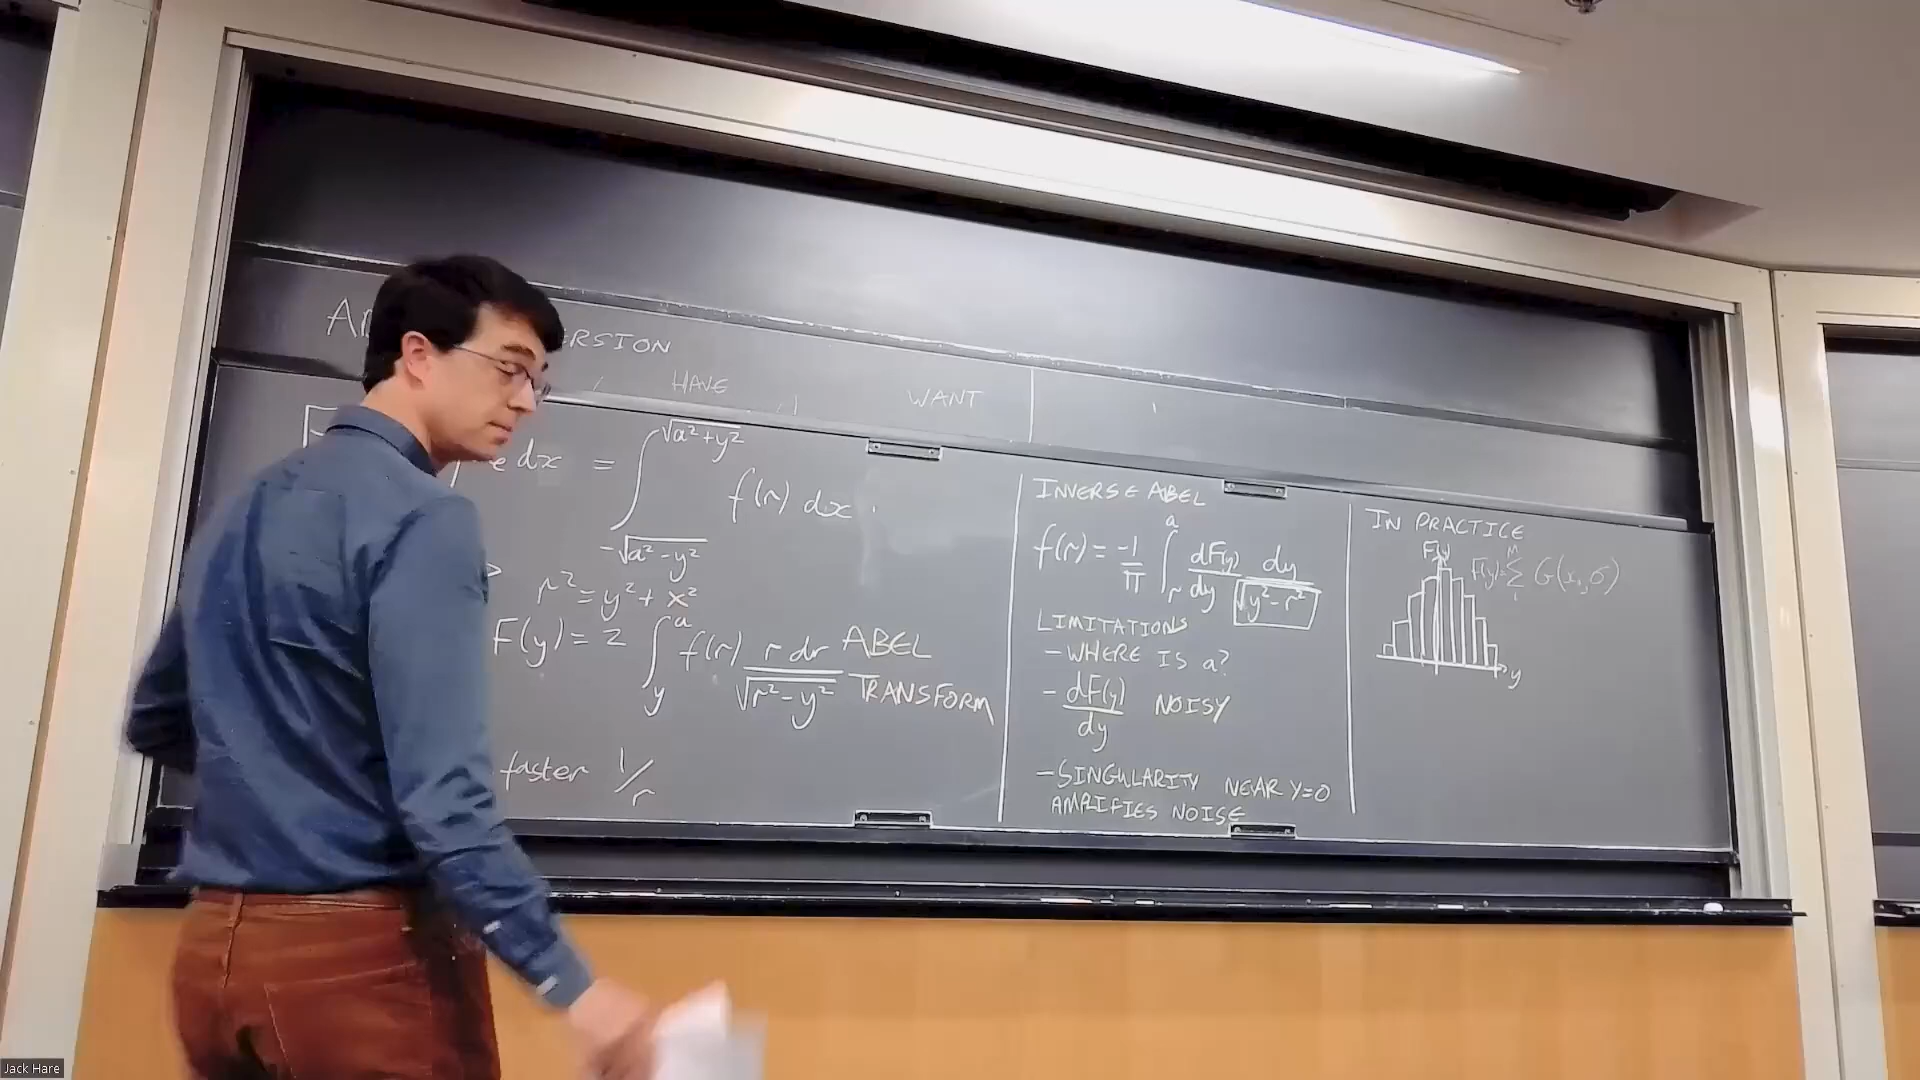 ERSION
HAVE
WANT
e dx = ∫_{-√(a²-y²)}^{√(a²+y²)} f(r) dx
r² = y² + x²
F(y) = 2 ∫_y^a f(r) r dr / √(r²-y²) ABEL
TRANSFORM
faster 1/r
INVERSE ABEL
f(r) = -1/π ∫_r^a dF(y)/dy dy/√(y²-r²)
LIMITATIONS
- WHERE IS a?
- dF(y)/dy NOISY
- SINGULARITY NEAR Y=0
AMPLIFIES NOISE
IN PRACTICE
F(y)
F(y)=Σ G(x, σ)
y
Jack Hare